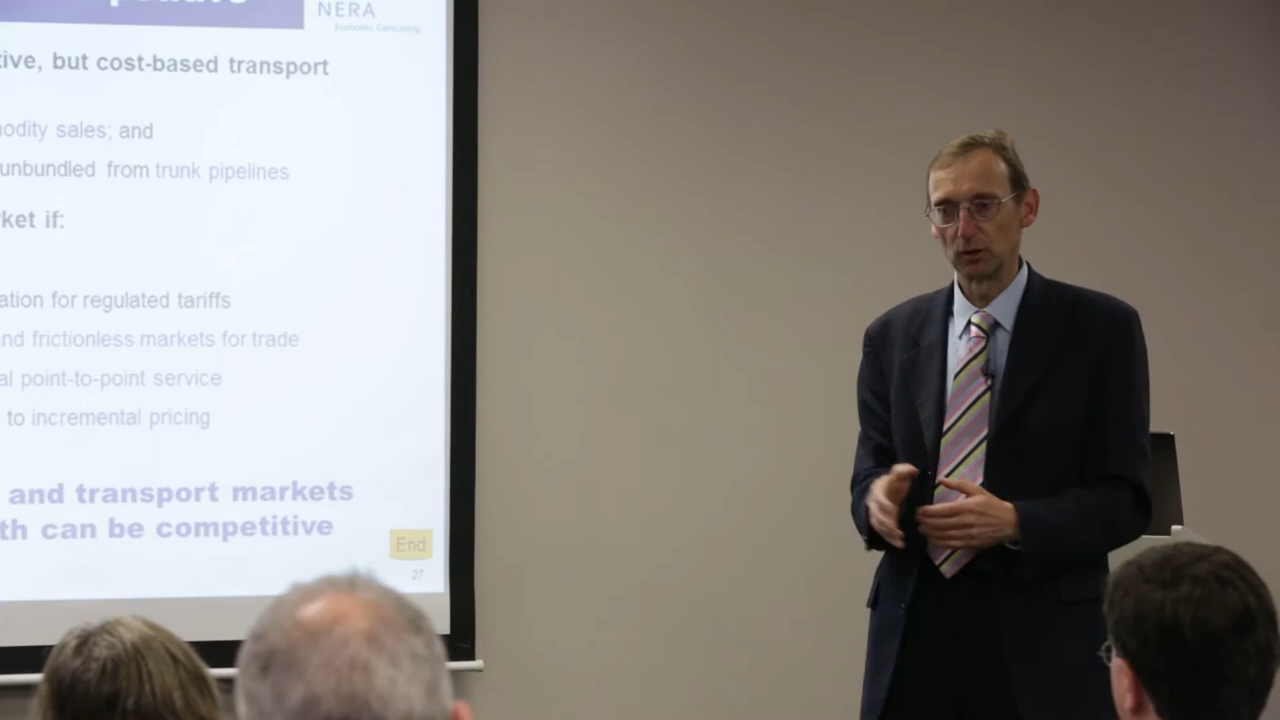 NERA
Economic Consulting
tive, but cost-based transport
odity sales; and
unbundled from trunk pipelines
ket if:
ation for regulated tariffs
nd frictionless markets for trade
al point-to-point service
to incremental pricing
and transport markets
th can be competitive
End
27